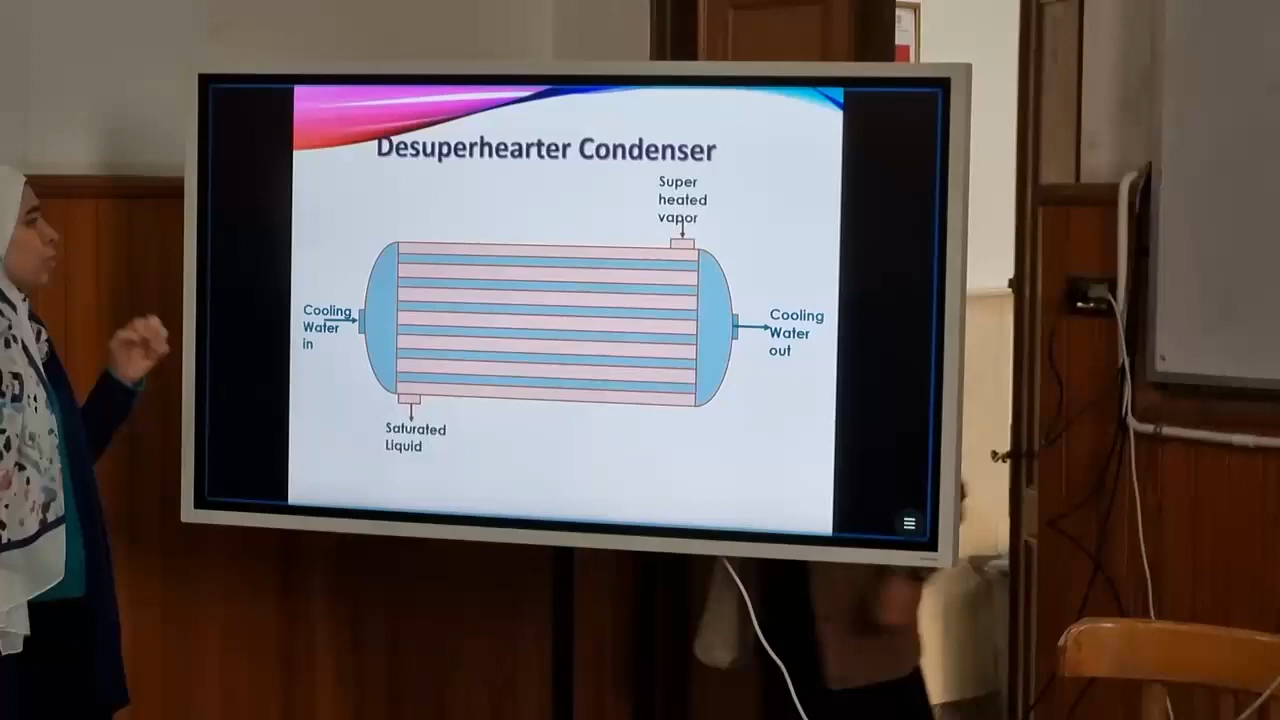 Desuperhearter Condenser
Super
heated
vapor
Cooling
Water
in
Cooling
Water
out
Saturated
Liquid